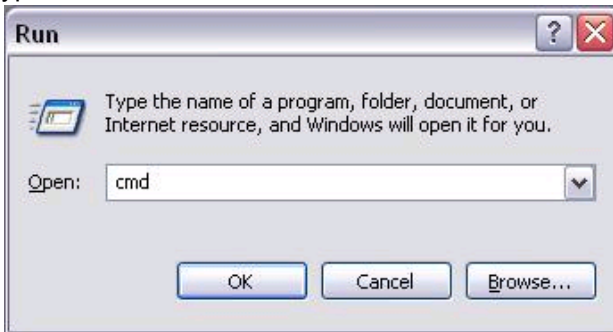 Run
Type the name of a program, folder, document, or
Internet resource, and Windows will open it for you.
Open: cmd
OK Cancel Browse...